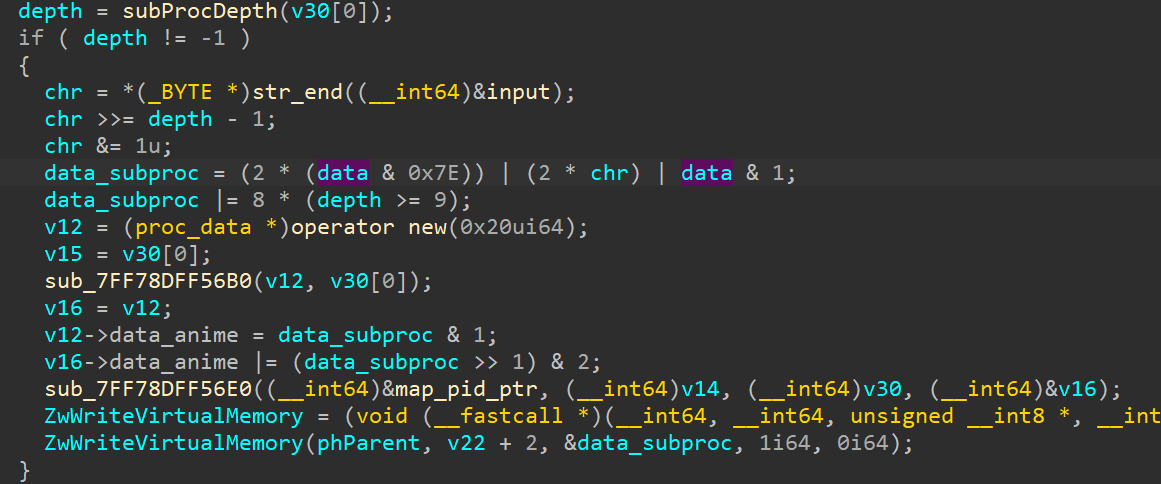 depth = subProcDepth(v30[0]);
if ( depth != -1 )
{
chr = *(_BYTE *)str_end((__int64)&input);
chr >>= depth - 1;
chr &= 1u;
data_subproc = (2 * (data & 0x7E)) | (2 * chr) | data & 1;
data_subproc |= 8 * (depth >= 9);
v12 = (proc_data *)operator new(0x20ui64);
v15 = v30[0];
sub_7FF78DFF56B0(v12, v30[0]);
v16 = v12;
v12->data_anime = data_subproc & 1;
v16->data_anime |= (data_subproc >> 1) & 2;
sub_7FF78DFF56E0((__int64)&map_pid_ptr, (__int64)v14, (__int64)v30, (__int64)&v16);
ZwWriteVirtualMemory = (void (__fastcall *)(__int64, __int64, unsigned __int8 *, __int
ZwWriteVirtualMemory(phParent, v22 + 2, &data_subproc, 1i64, 0i64);
}